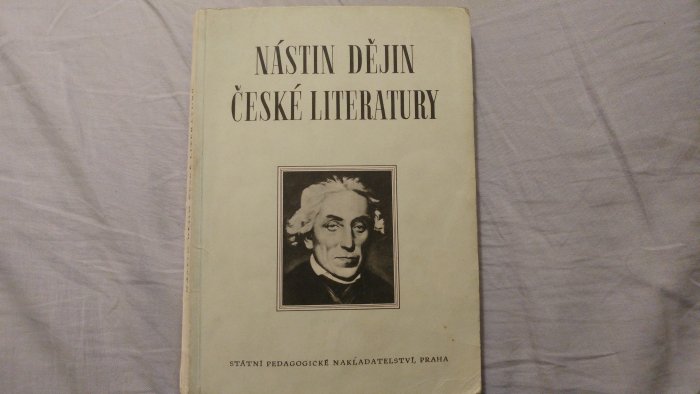 NÁSTIN DĚJIN
ČESKÉ LITERATURY
STÁTNÍ PEDAGOGICKÉ NAKLADATELSTVÍ, PRAHA